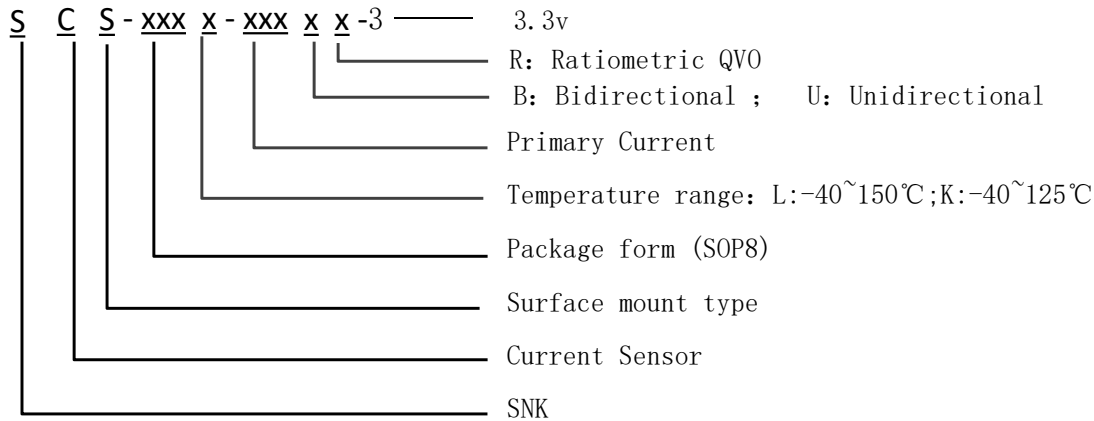 S C S - xxx x - xxx x x -3 3.3v
R: Ratiometric QVO
B: Bidirectional ; U: Unidirectional
Primary Current
Temperature range: L:-40~150℃;K:-40~125℃
Package form (SOP8)
Surface mount type
Current Sensor
SNK